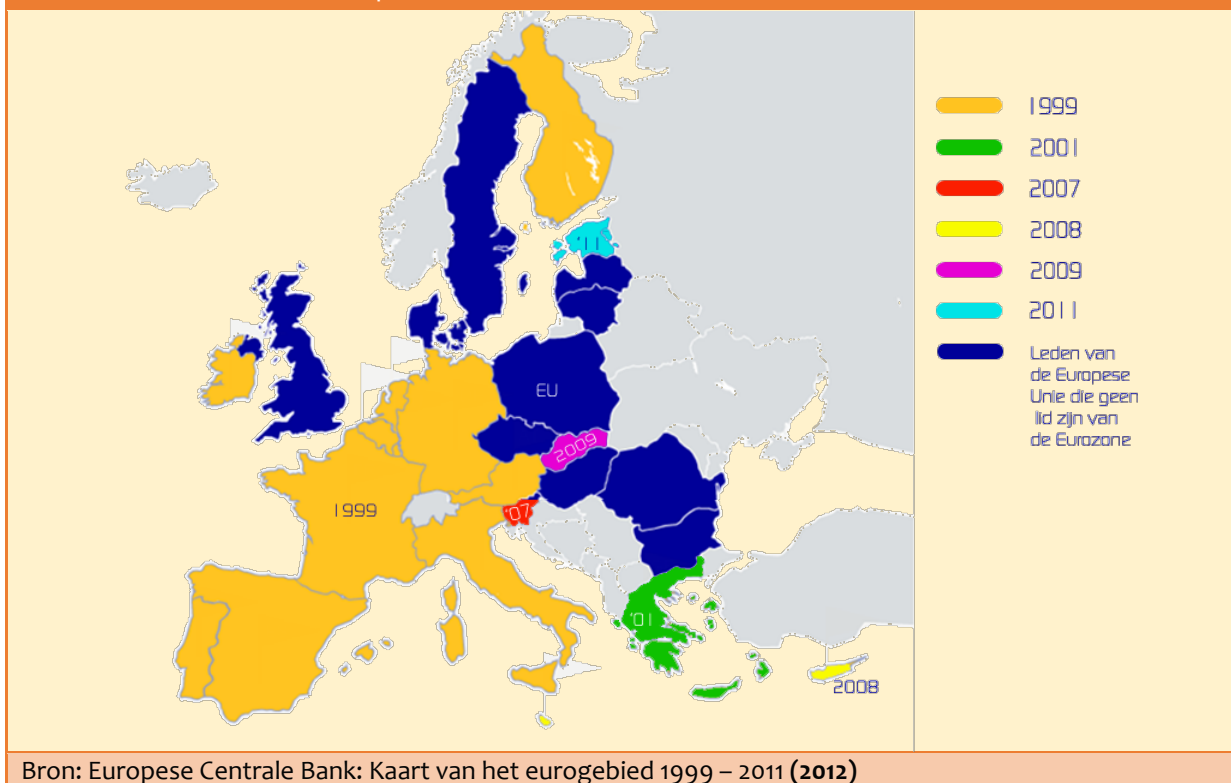 1999
2001
2007
2008
2009
2011
Leden van
de Europese
Unie die geen
lid zijn van
de Eurozone
'11
EU
2009
1999
'07
'01
2008
Bron: Europese Centrale Bank: Kaart van het eurogebied 1999 – 2011 (2012)